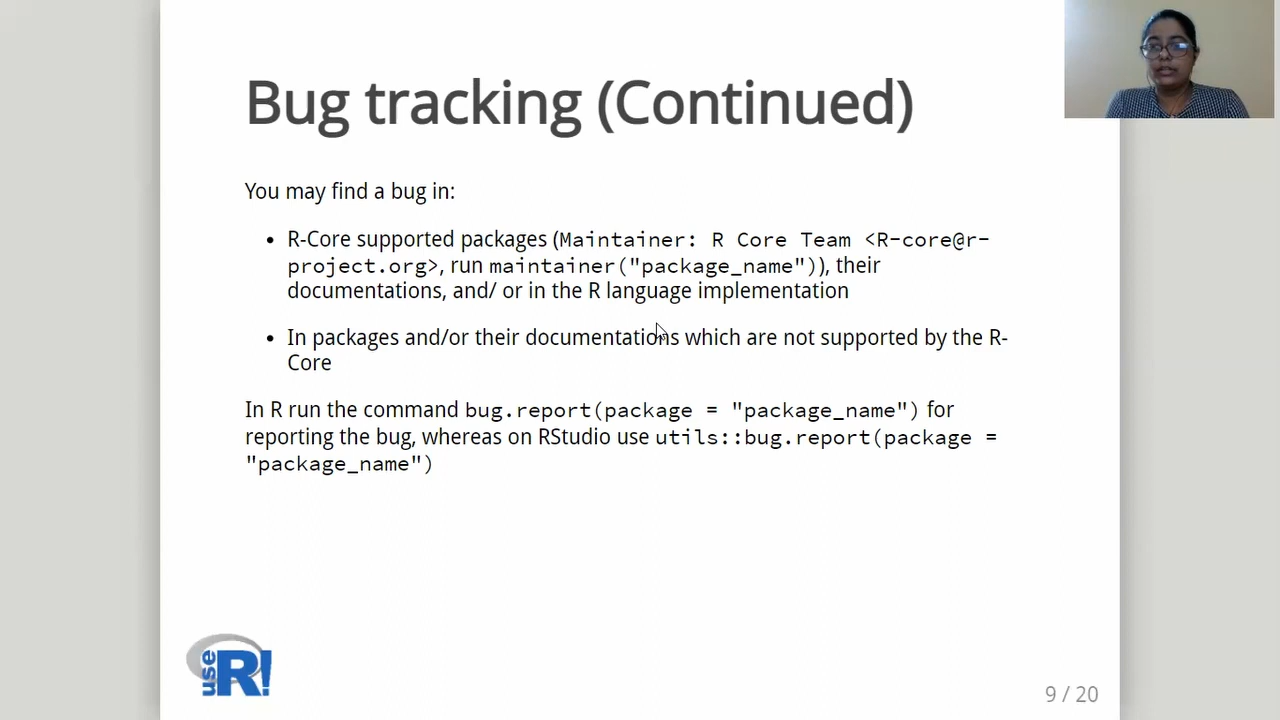 Bug tracking (Continued)
You may find a bug in:
• R-Core supported packages (Maintainer: R Core Team <R-core@r-
project.org>, run maintainer("package_name")), their
documentations, and/ or in the R language implementation
• In packages and/or their documentations which are not supported by the R-
Core
In R run the command bug.report(package = "package_name") for
reporting the bug, whereas on RStudio use utils::bug.report(package =
"package_name")
use R!
9 / 20